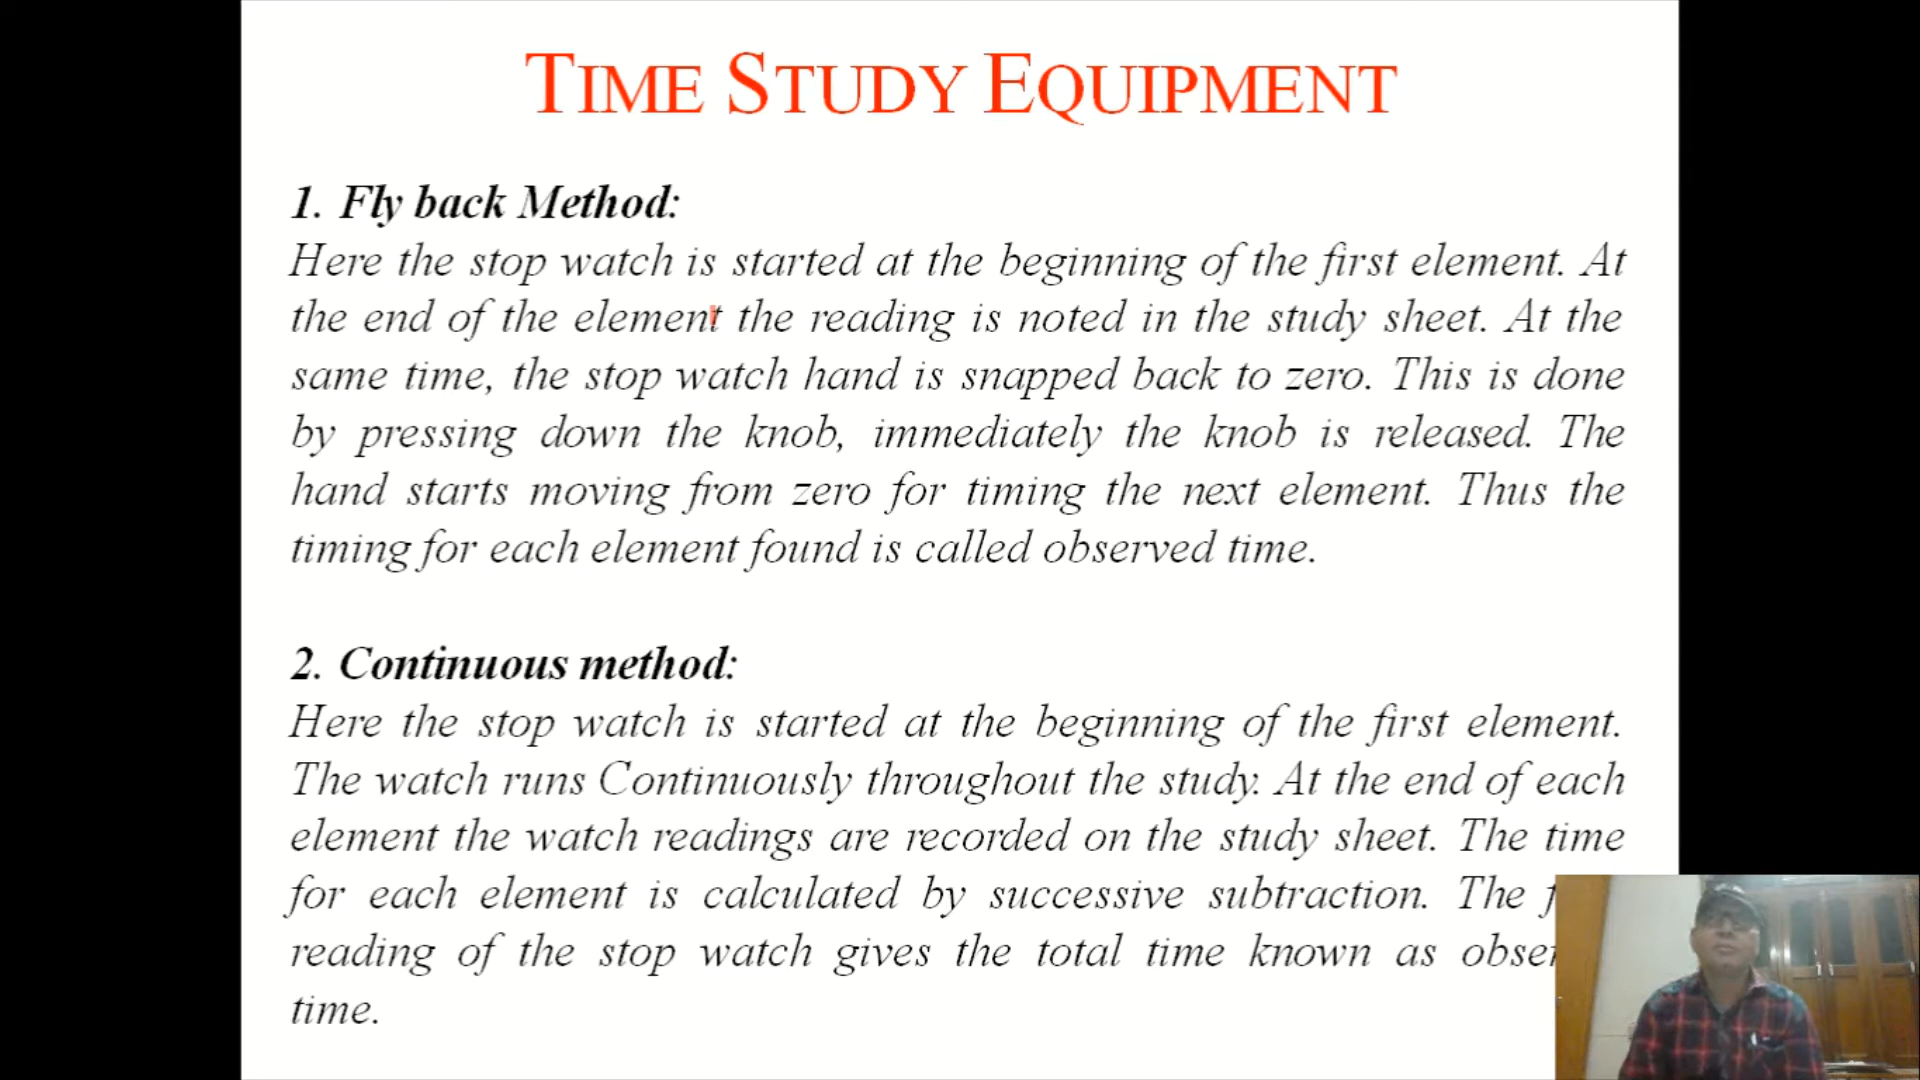 TIME STUDY EQUIPMENT
1. Fly back Method:
Here the stop watch is started at the beginning of the first element. At
the end of the element the reading is noted in the study sheet. At the
same time, the stop watch hand is snapped back to zero. This is done
by pressing down the knob, immediately the knob is released. The
hand starts moving from zero for timing the next element. Thus the
timing for each element found is called observed time.
2. Continuous method:
Here the stop watch is started at the beginning of the first element.
The watch runs Continuously throughout the study. At the end of each
element the watch readings are recorded on the study sheet. The time
for each element is calculated by successive subtraction. The
reading of the stop watch gives the total time known as
time.